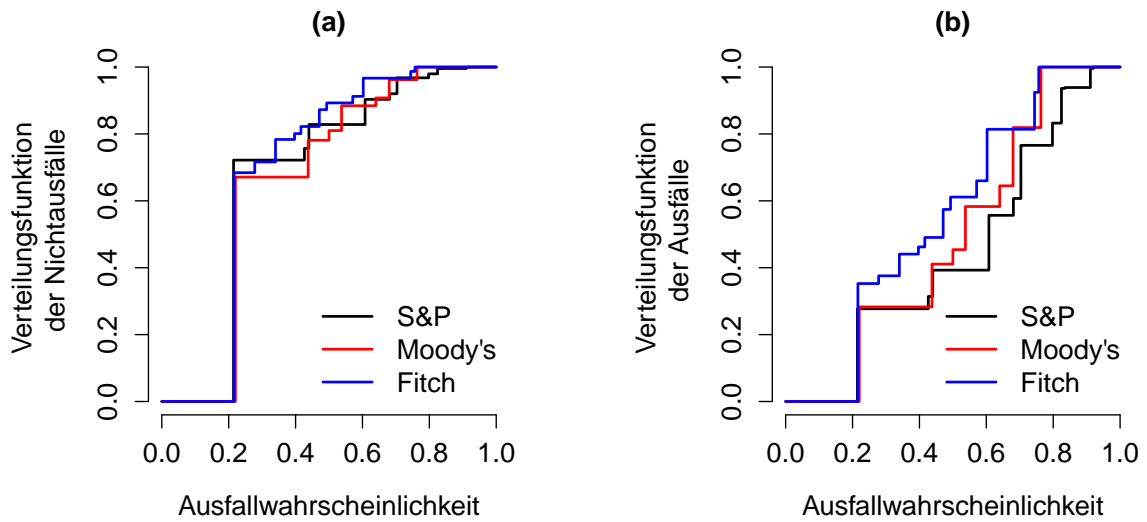 (a)
Verteilungsfunktion
der Nichtausfälle
0.0 0.2 0.4 0.6 0.8 1.0
S&P
Moody's
Fitch
0.0 0.2 0.4 0.6 0.8 1.0
Ausfallwahrscheinlichkeit
(b)
Verteilungsfunktion
der Ausfälle
0.0 0.2 0.4 0.6 0.8 1.0
S&P
Moody's
Fitch
0.0 0.2 0.4 0.6 0.8 1.0
Ausfallwahrscheinlichkeit